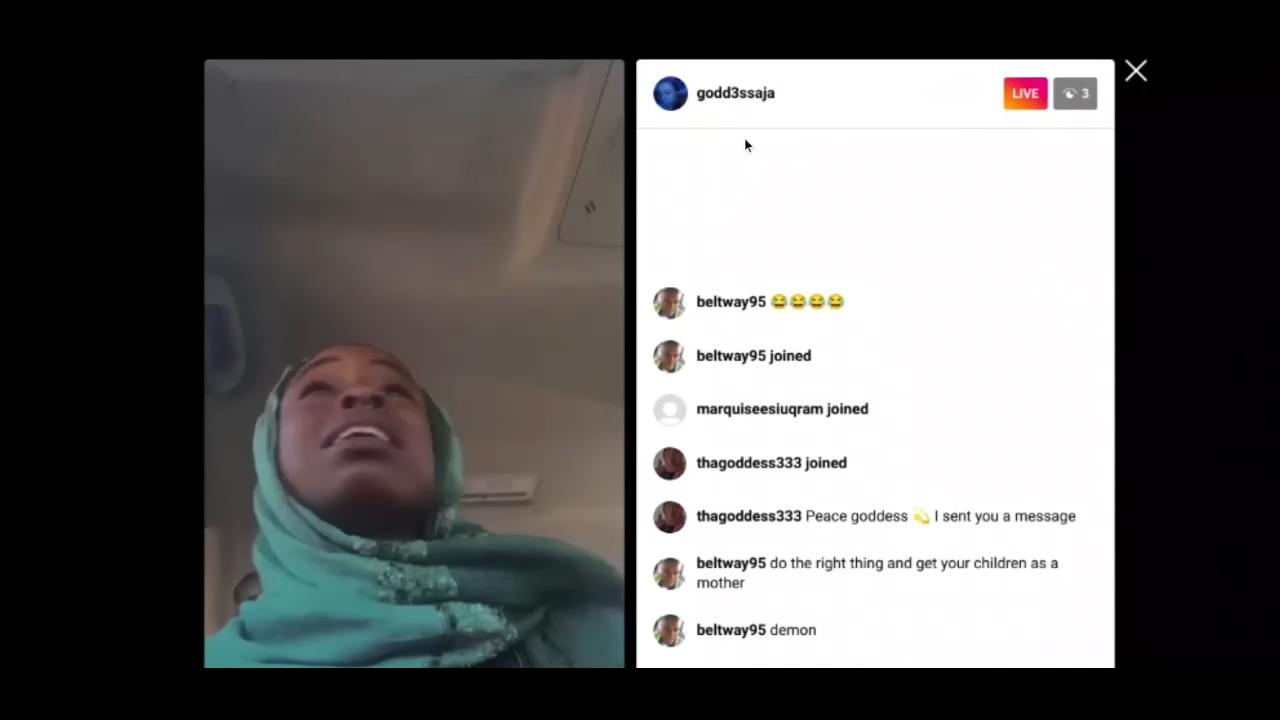 godd3ssaja
LIVE
3
beltway95 😂😂😂😂
beltway95 joined
marquiseesiuqram joined
thagoddess333 joined
thagoddess333 Peace goddess 💫 I sent you a message
beltway95 do the right thing and get your children as a
mother
beltway95 demon